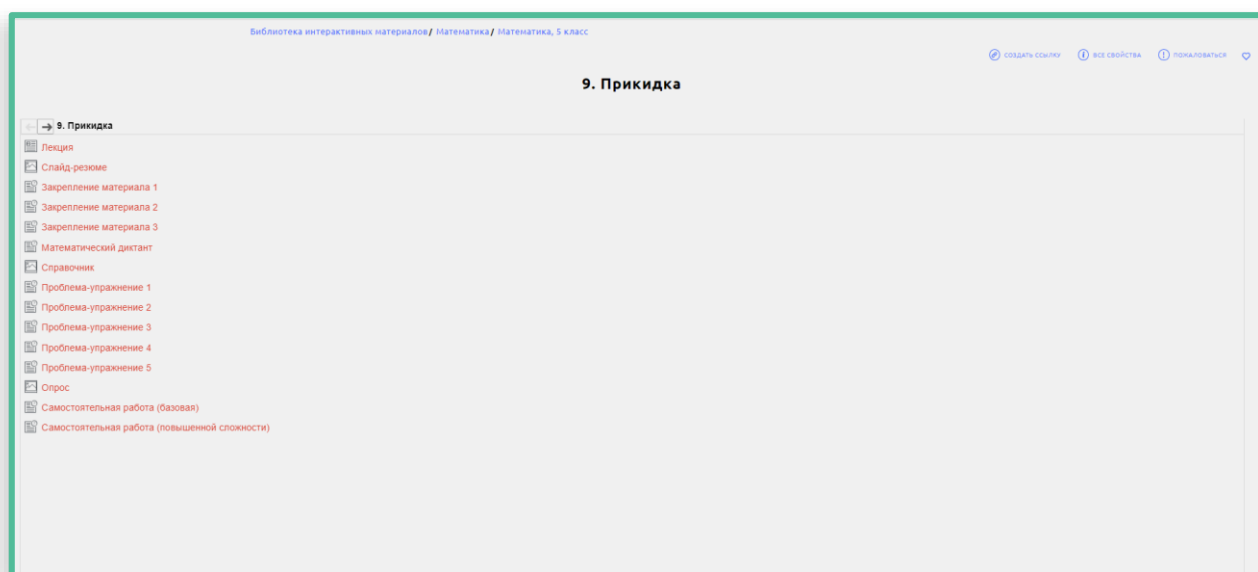 Библиотека интерактивных материалов/ Математика/ Математика, 5 класс
СОЗДАТЬ ССЫЛКУ ВСЕ СВОЙСТВА ПОЖАЛОВАТЬСЯ
9. Прикидка
9. Прикидка
Лекция
Слайд-резюме
Закрепление материала 1
Закрепление материала 2
Закрепление материала 3
Математический диктант
Справочник
Проблема-упражнение 1
Проблема-упражнение 2
Проблема-упражнение 3
Проблема-упражнение 4
Проблема-упражнение 5
Опрос
Самостоятельная работа (базовая)
Самостоятельная работа (повышенной сложности)